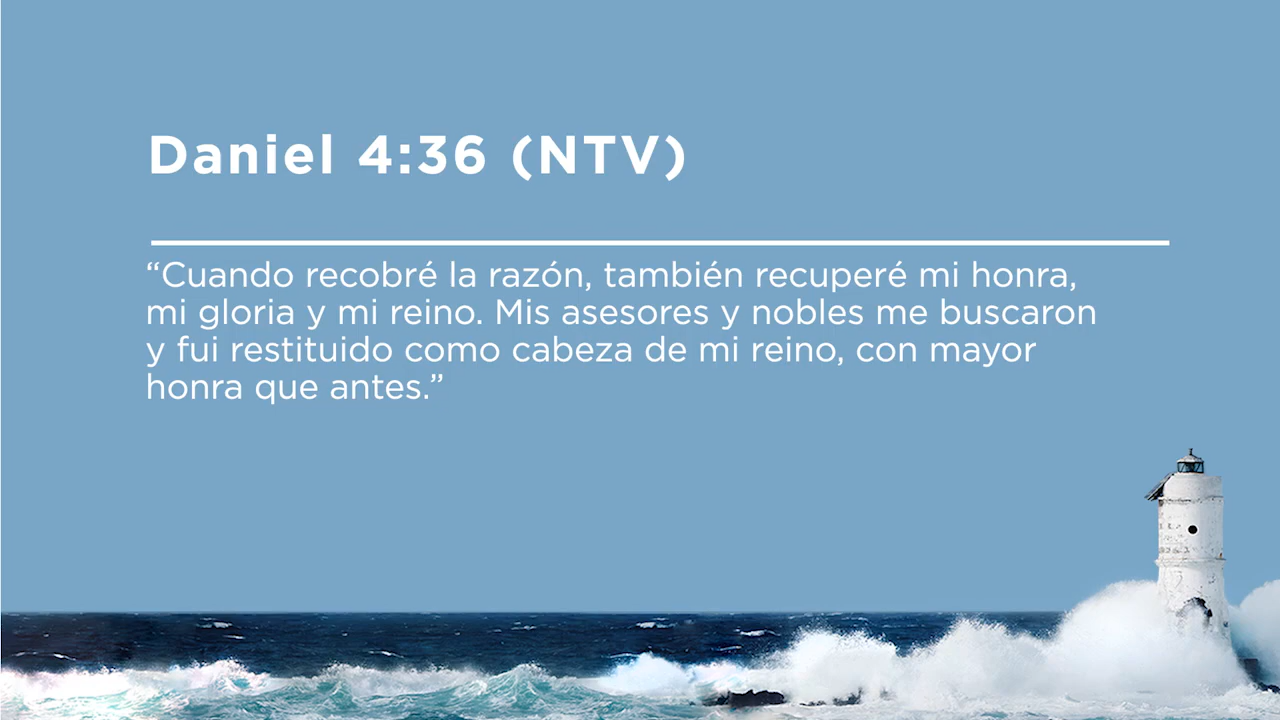 Daniel 4:36 (NTV)
“Cuando recobré la razón, también recuperé mi honra,
mi gloria y mi reino. Mis asesores y nobles me buscaron
y fui restituido como cabeza de mi reino, con mayor
honra que antes.”